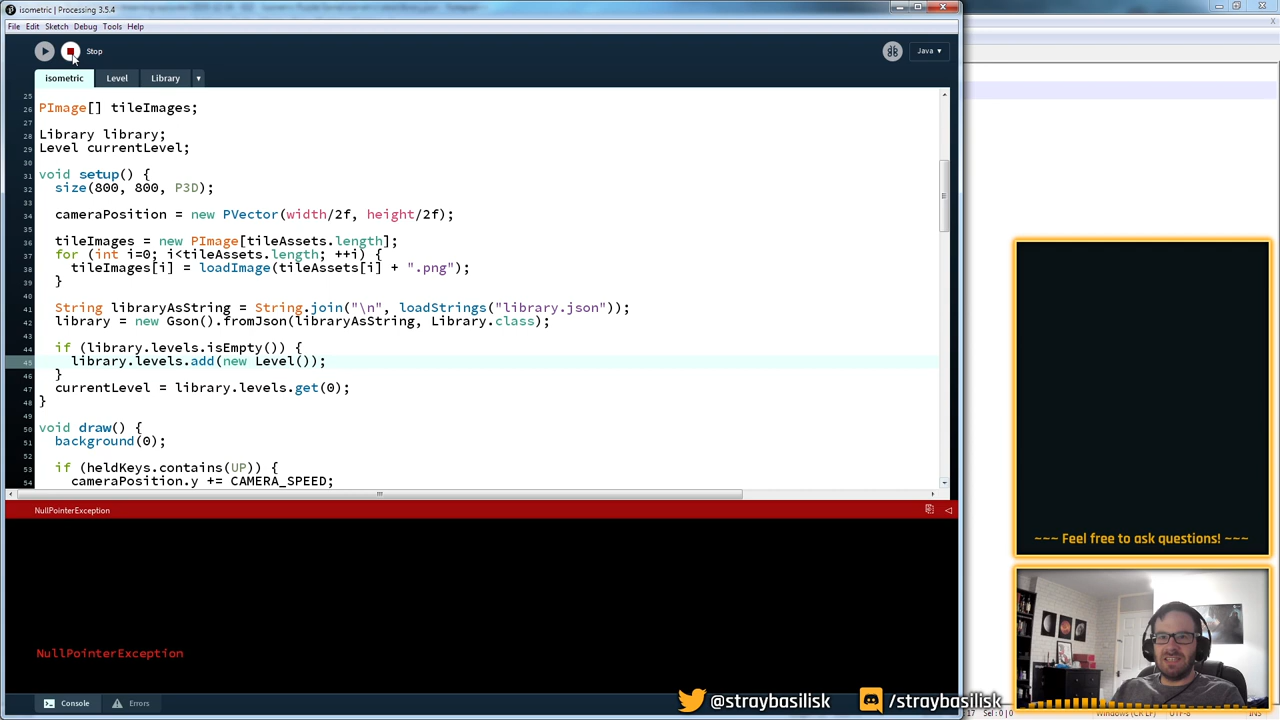 isometric | Processing 3.5.4
File Edit Sketch Debug Tools Help
Stop
Java ▾
isometric Level Library ▾
25
26 PImage[] tileImages;
27
28 Library library;
29 Level currentLevel;
30
31 void setup() {
32 size(800, 800, P3D);
33
34 cameraPosition = new PVector(width/2f, height/2f);
35
36 tileImages = new PImage[tileAssets.length];
37 for (int i=0; i<tileAssets.length; ++i) {
38 tileImages[i] = loadImage(tileAssets[i] + ".png");
39 }
40
41 String libraryAsString = String.join("\n", loadStrings("library.json"));
42 library = new Gson().fromJson(libraryAsString, Library.class);
43
44 if (library.levels.isEmpty()) {
45 library.levels.add(new Level());
46 }
47 currentLevel = library.levels.get(0);
48 }
49
50 void draw() {
51 background(0);
52
53 if (heldKeys.contains(UP)) {
54 cameraPosition.y += CAMERA_SPEED;
NullPointerException
NullPointerException
Console Errors
~~~ Feel free to ask questions! ~~~
@straybasilisk /straybasilisk